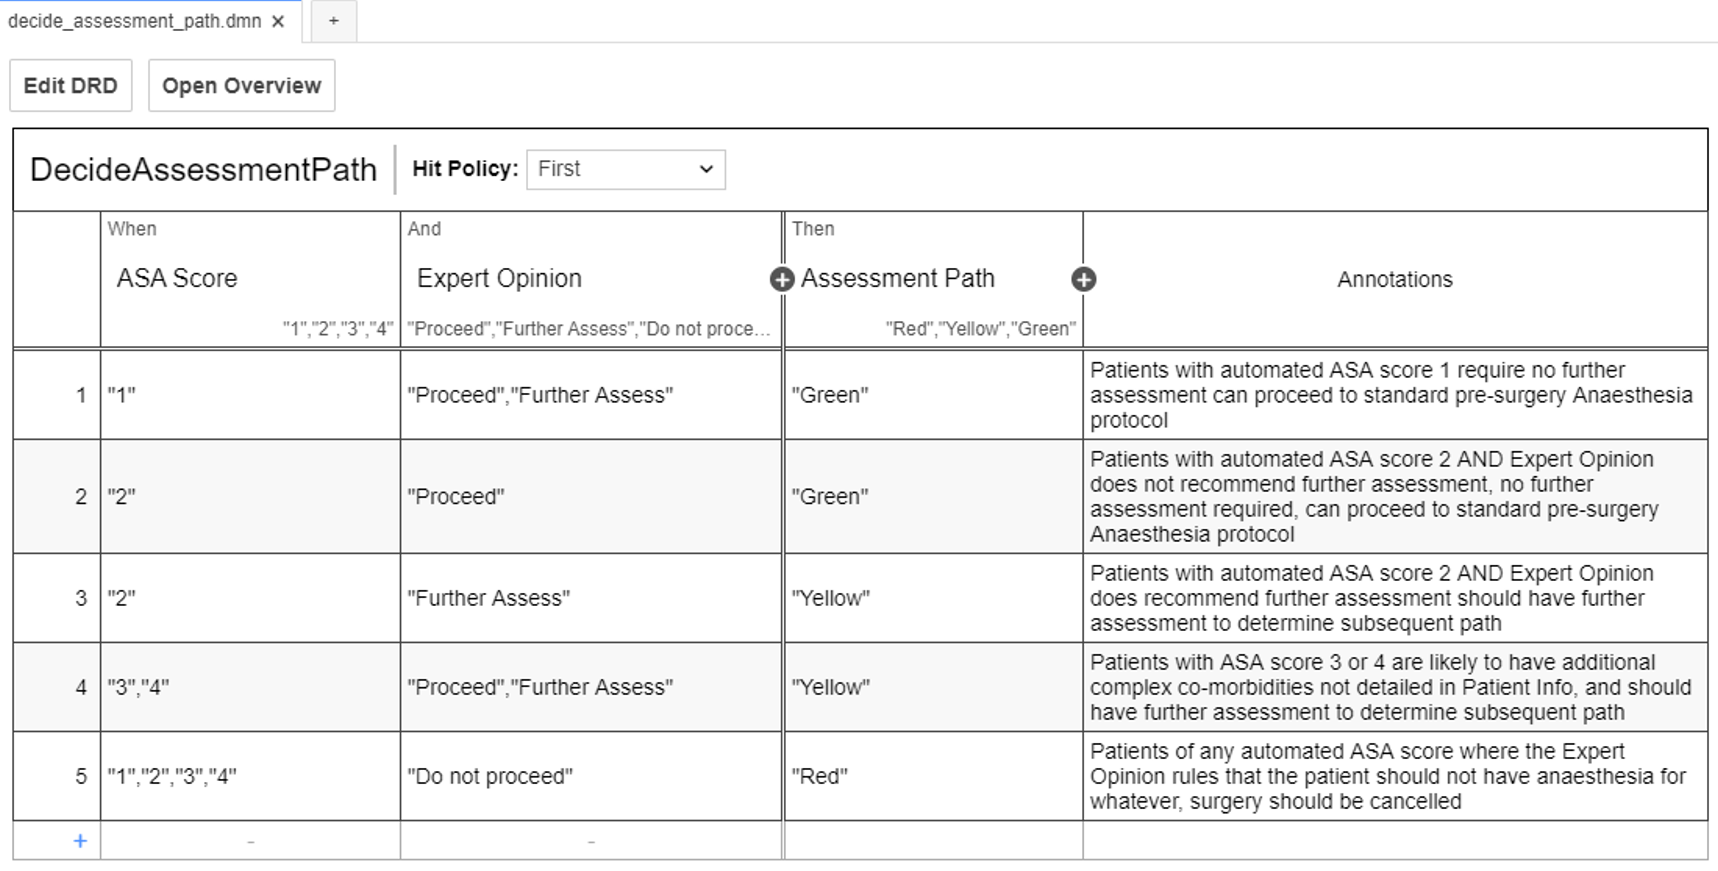 decide_assessment_path.dmn ×
+
Edit DRD
Open Overview
DecideAssessmentPath
Hit Policy:
First
When
And
Then
ASA Score
Expert Opinion
+
Assessment Path
+
Annotations
"1","2","3","4"
"Proceed","Further Assess","Do not proce...
"Red","Yellow","Green"
1
"1"
"Proceed","Further Assess"
"Green"
Patients with automated ASA score 1 require no further
assessment can proceed to standard pre-surgery Anaesthesia
protocol
2
"2"
"Proceed"
"Green"
Patients with automated ASA score 2 AND Expert Opinion
does not recommend further assessment, no further
assessment required, can proceed to standard pre-surgery
Anaesthesia protocol
3
"2"
"Further Assess"
"Yellow"
Patients with automated ASA score 2 AND Expert Opinion
does recommend further assessment should have further
assessment to determine subsequent path
4
"3","4"
"Proceed","Further Assess"
"Yellow"
Patients with ASA score 3 or 4 are likely to have additional
complex co-morbidities not detailed in Patient Info, and should
have further assessment to determine subsequent path
5
"1","2","3","4"
"Do not proceed"
"Red"
Patients of any automated ASA score where the Expert
Opinion rules that the patient should not have anaesthesia for
whatever, surgery should be cancelled
+
-
-